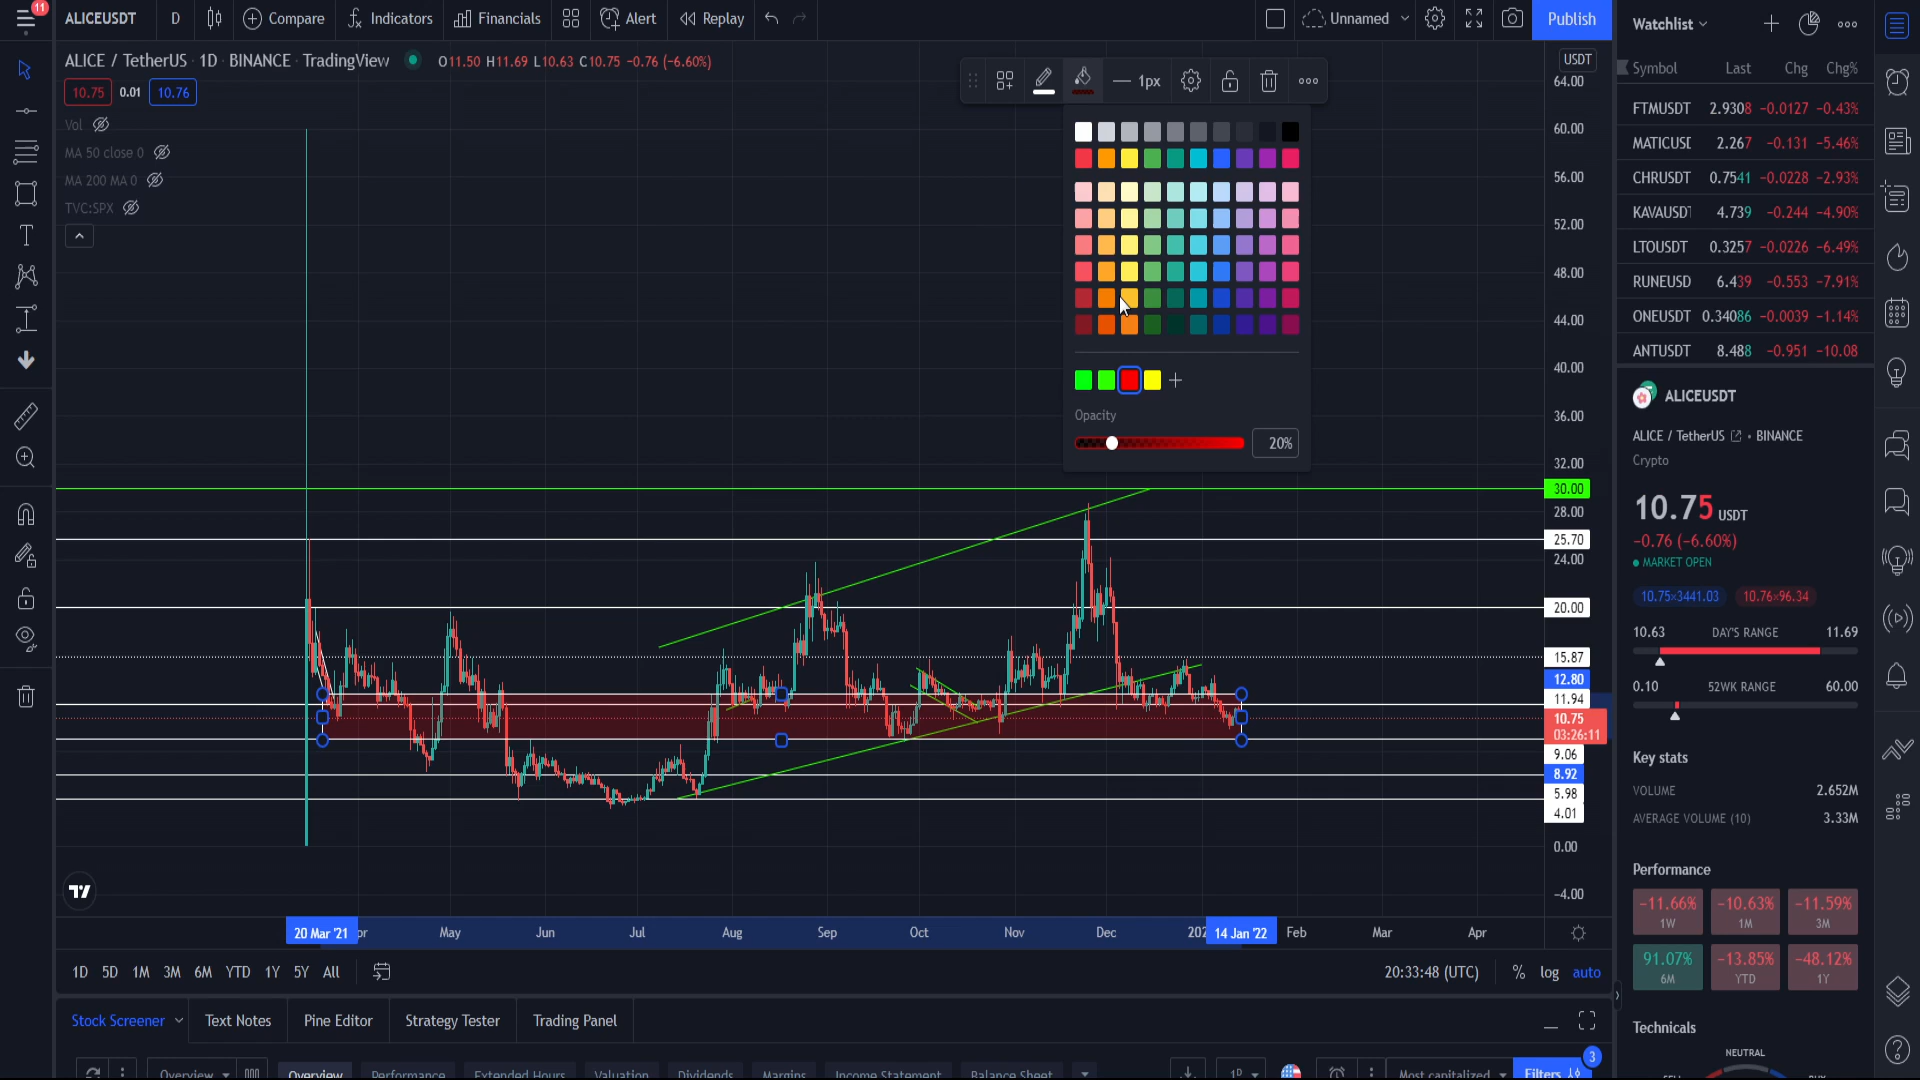 11
ALICEUSDT
D
Compare
Indicators
Financials
Alert
Replay
Unnamed
Publish
Watchlist
ALICE / TetherUS · 1D · BINANCE · TradingView
O11.50 H11.69 L10.63 C10.75 −0.76 (−6.60%)
10.75 0.01 10.76
Vol
MA 50 close 0
MA 200 MA 0
TVC:SPX
1px
Opacity
20%
USDT
64.00
60.00
56.00
52.00
48.00
44.00
40.00
36.00
32.00
30.00
28.00
25.70
24.00
20.00
15.87
12.80
11.94
10.75
03:26:11
9.06
8.92
5.98
4.01
0.00
−4.00
20 Mar '21
May
Jun
Jul
Aug
Sep
Oct
Nov
Dec
14 Jan '22
Feb
Mar
Apr
1D 5D 1M 3M 6M YTD 1Y 5Y All
20:33:48 (UTC)
% log auto
Stock Screener
Text Notes
Pine Editor
Strategy Tester
Trading Panel
Overview
Overview
Performance
Extended Hours
Valuation
Dividends
Margins
Income Statement
Balance Sheet
Most capitalized
Filters
3
Symbol Last Chg Chg%
FTMUSDT 2.9308 −0.0127 −0.43%
MATICUSD 2.267 −0.131 −5.46%
CHRUSDT 0.7541 −0.0228 −2.93%
KAVAUSDT 4.739 −0.244 −4.90%
LTOUSDT 0.3257 −0.0226 −6.49%
RUNEUSD 6.439 −0.553 −7.91%
ONEUSDT 0.34086 −0.0039 −1.14%
ANTUSDT 8.488 −0.951 −10.08
ALICEUSDT
ALICE / TetherUS • BINANCE
Crypto
10.75 USDT
−0.76 (−6.60%)
MARKET OPEN
10.75×3441.03 10.76×96.34
10.63 DAY'S RANGE 11.69
0.10 52WK RANGE 60.00
Key stats
VOLUME 2.652M
AVERAGE VOLUME (10) 3.33M
Performance
−11.66% −10.63% −11.59%
1W 1M 3M
91.07% −13.85% −48.12%
6M YTD 1Y
Technicals
NEUTRAL